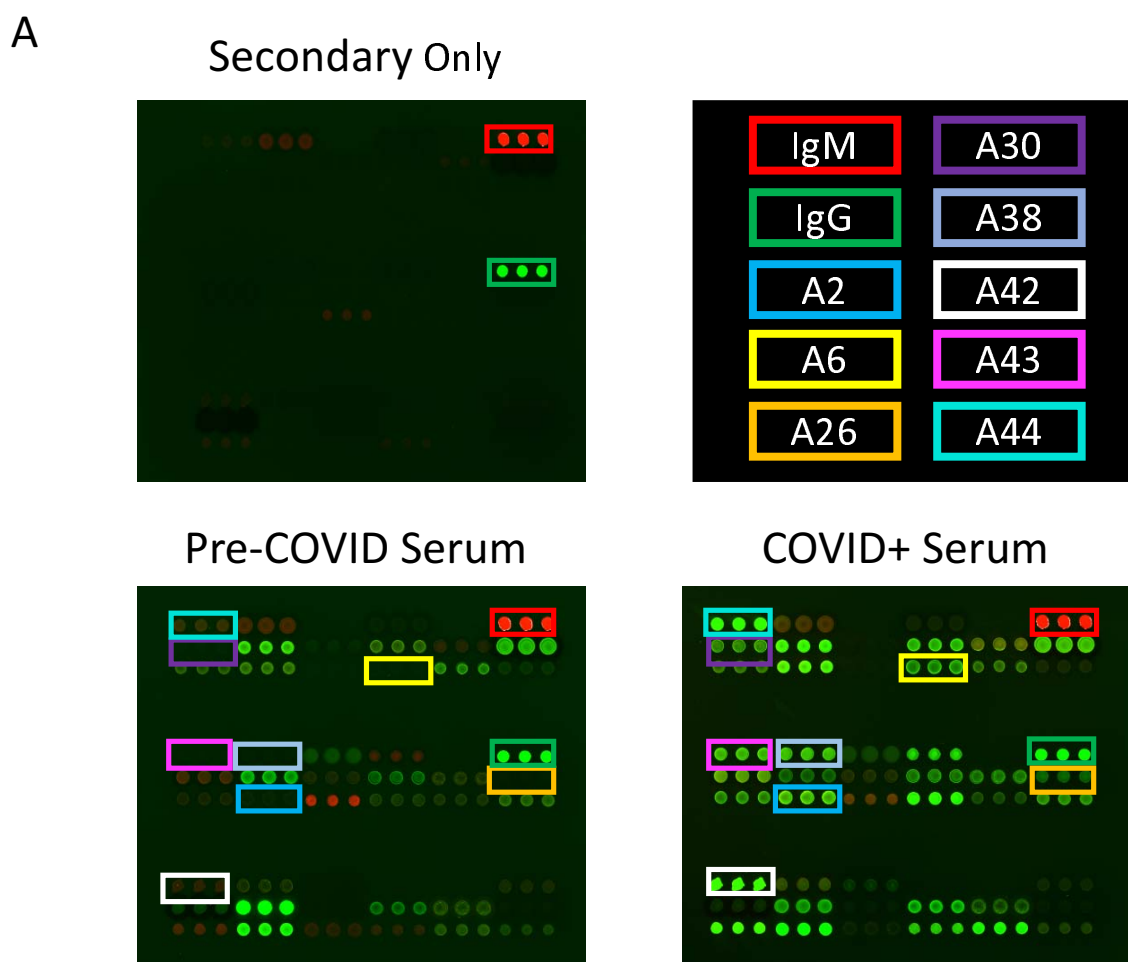 A
Secondary Only
IgM
A30
IgG
A38
A2
A42
A6
A43
A26
A44
Pre-COVID Serum
COVID+ Serum